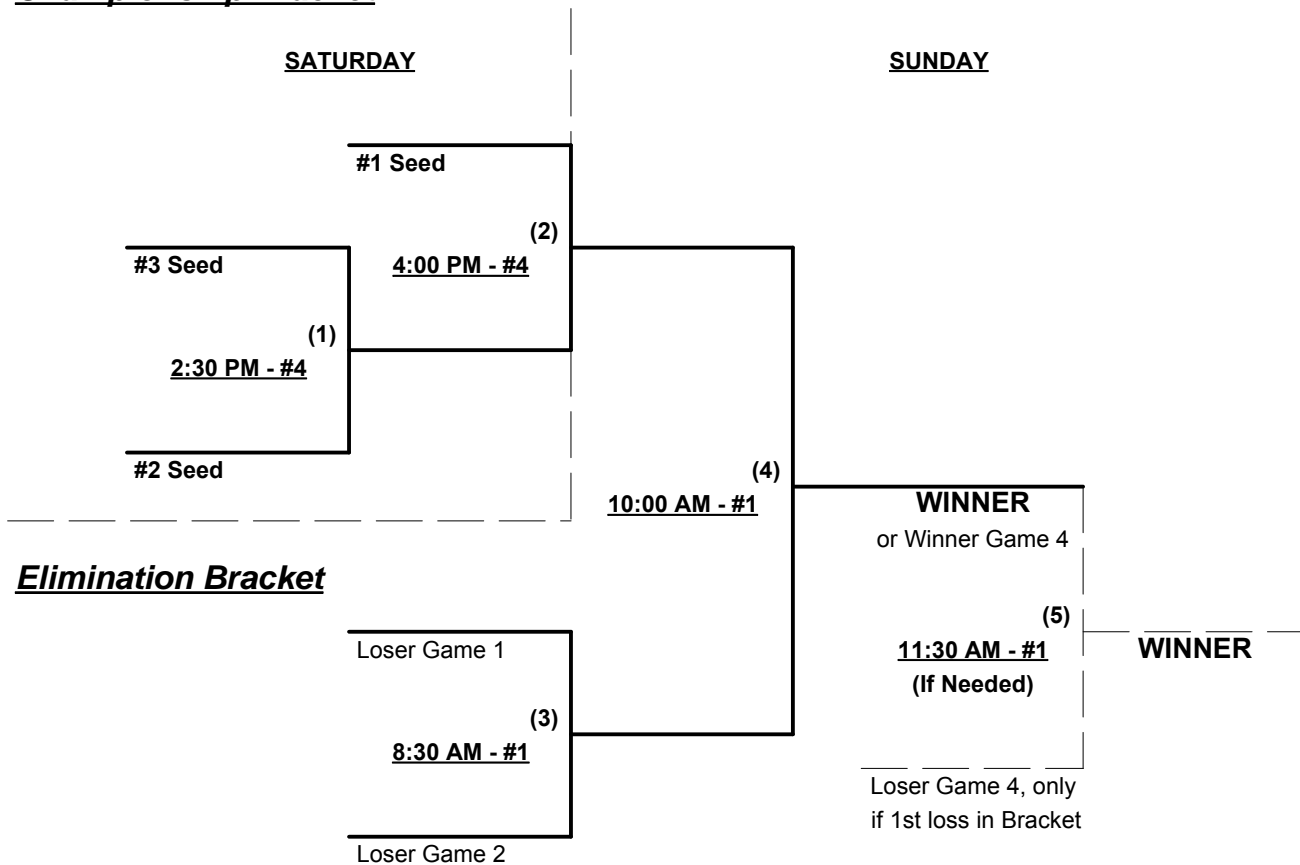 SATURDAY
SUNDAY
#1 Seed
(2)
#3 Seed
4:00 PM - #4
(1)
2:30 PM - #4
#2 Seed
(4)
10:00 AM - #1
WINNER
or Winner Game 4
Elimination Bracket
Loser Game 1
(5)
11:30 AM - #1
WINNER
(If Needed)
(3)
8:30 AM - #1
Loser Game 4, only
if 1st loss in Bracket
Loser Game 2